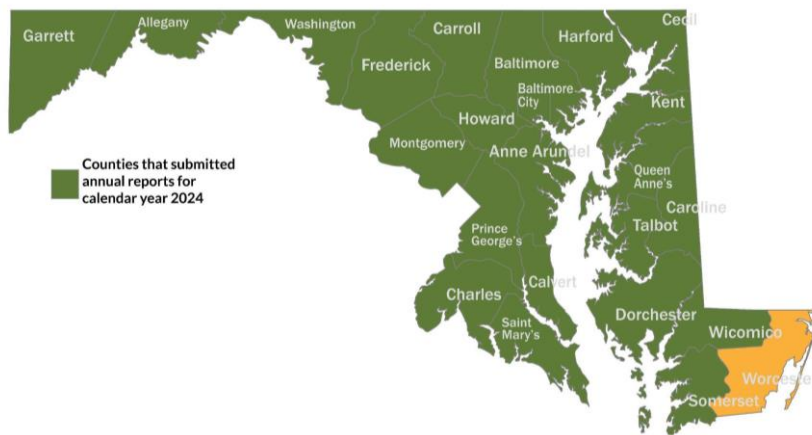 Garrett
Allegany
Washington
Carroll
Harford
Cecil
Frederick
Baltimore
Baltimore
City
Kent
Howard
Montgomery
Anne Arundel
Queen
Anne's
Counties that submitted
annual reports for
calendar year 2024
Caroline
Talbot
Prince
George's
Calvert
Charles
Saint
Mary's
Dorchester
Wicomico
Worcester
Somerset